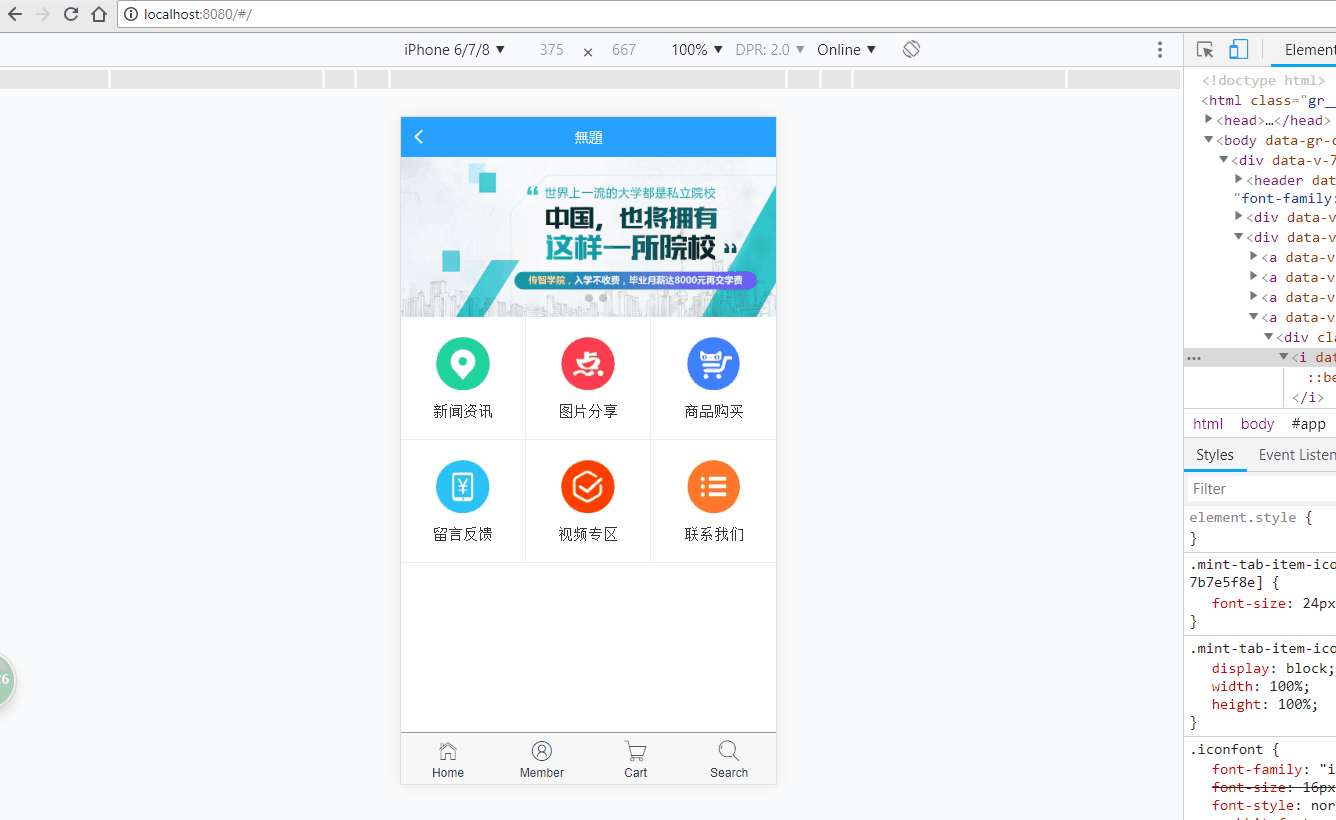 localhost:8080/#/
iPhone 6/7/8 ▼ 375 × 667 100% ▼ DPR: 2.0 ▼ Online ▼
Element
<!doctype html>
<html class="gr__
▶<head>…</head>
▼<body data-gr-c
▼<div data-v-7
▶<header dat
"font-family:
▶<div data-v
▼<div data-v
▶<a data-v
▶<a data-v
▶<a data-v
▼<a data-v
▼<div cla
▼<i dat
::be
</i>
html body #app
Styles Event Listen
Filter
element.style {
}
.mint-tab-item-ico
7b7e5f8e] {
font-size: 24px
}
.mint-tab-item-ico
display: block;
width: 100%;
height: 100%;
}
.iconfont {
font-family: "i
font-size: 16px
font-style: nor
無題
“世界上一流的大学都是私立院校
中国，也将拥有
这样一所院校”
传智学院，入学不收费，毕业月薪达8000元再交学费
新闻资讯 图片分享 商品购买
留言反馈 视频专区 联系我们
Home Member Cart Search